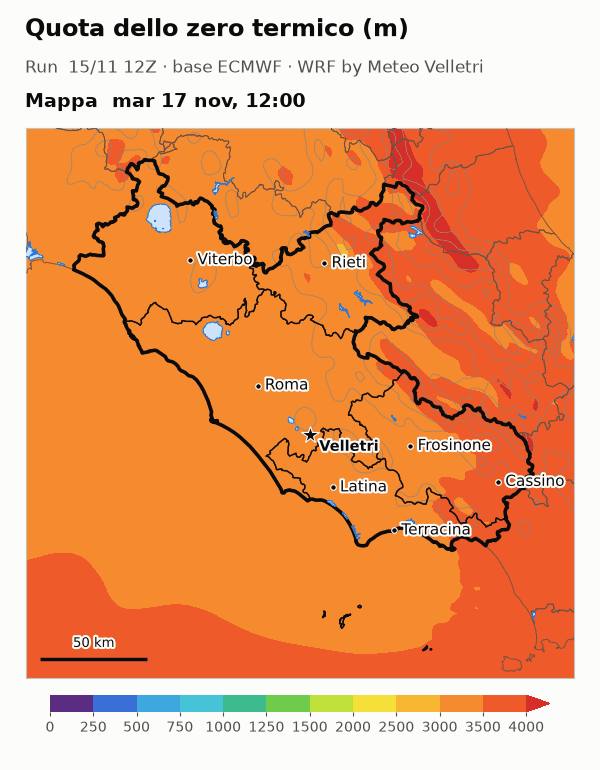 Quota dello zero termico (m)
Run 15/11 12Z · base ECMWF · WRF by Meteo Velletri
Mappa mar 17 nov, 12:00
Viterbo
Rieti
Roma
Velletri
Frosinone
Latina
Cassino
Terracina
50 km
0 250 500 750 1000 1250 1500 2000 2500 3000 3500 4000